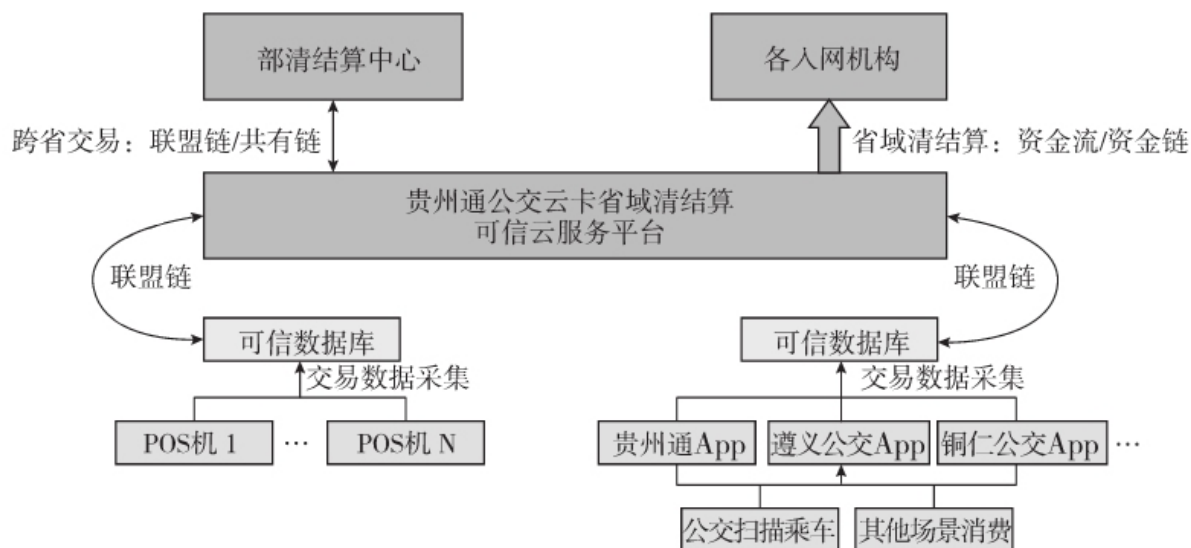 部清结算中心
各入网机构
跨省交易：联盟链/共有链
省域清结算：资金流/资金链
贵州通公交云卡省域清结算
可信云服务平台
联盟链
联盟链
可信数据库
可信数据库
交易数据采集
交易数据采集
POS机 1
…
POS机 N
贵州通App
遵义公交App
铜仁公交App
…
公交扫描乘车
其他场景消费